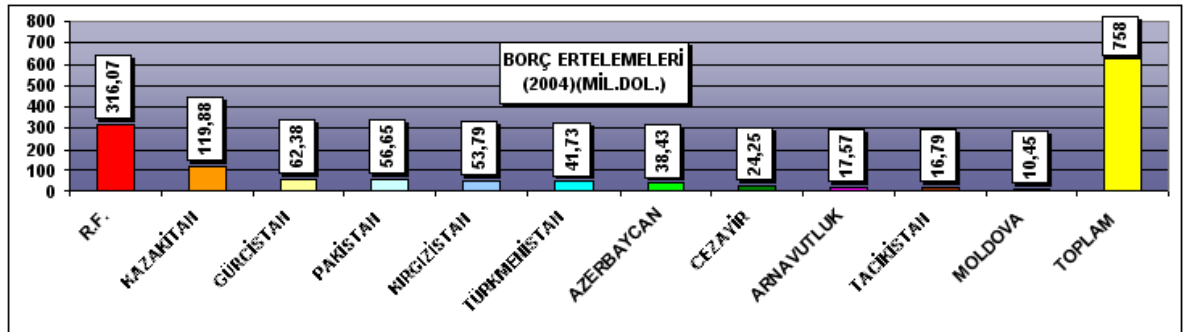 BORÇ ERTELEMELERİ
(2004)(MİL.DOL.)
800
700
600
500
400
300
200
100
0
316,07
119,88
62,38
56,65
53,79
41,73
38,43
24,25
17,57
16,79
10,45
758
R.F.
KAZAKİTAN
GÜRCİSTAN
PAKİSTAN
KIRGIZİSTAN
TÜRKMENİSTAN
AZERBAYCAN
CEZAYİR
ARNAVUTLUK
TACİKİSTAN
MOLDOVA
TOPLAM